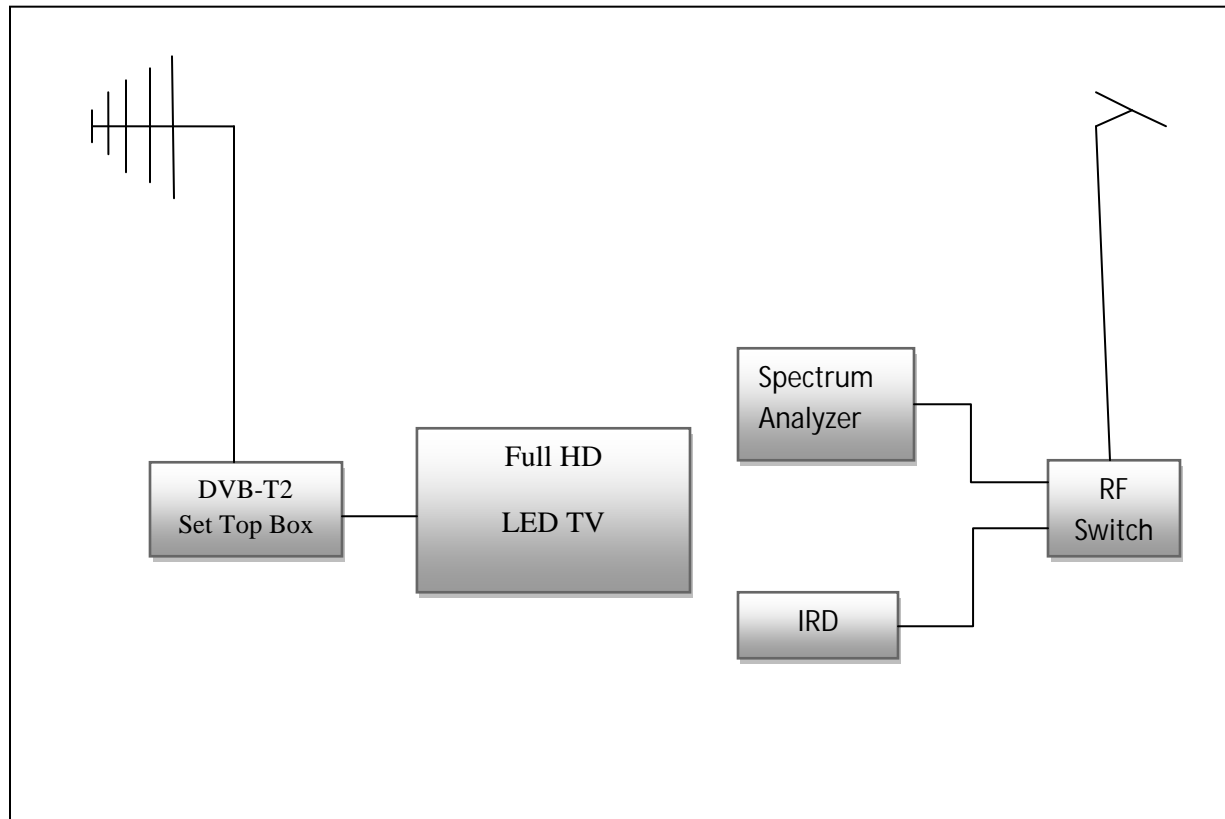 DVB-T2
Set Top Box
Full HD
LED TV
Spectrum
Analyzer
IRD
RF
Switch